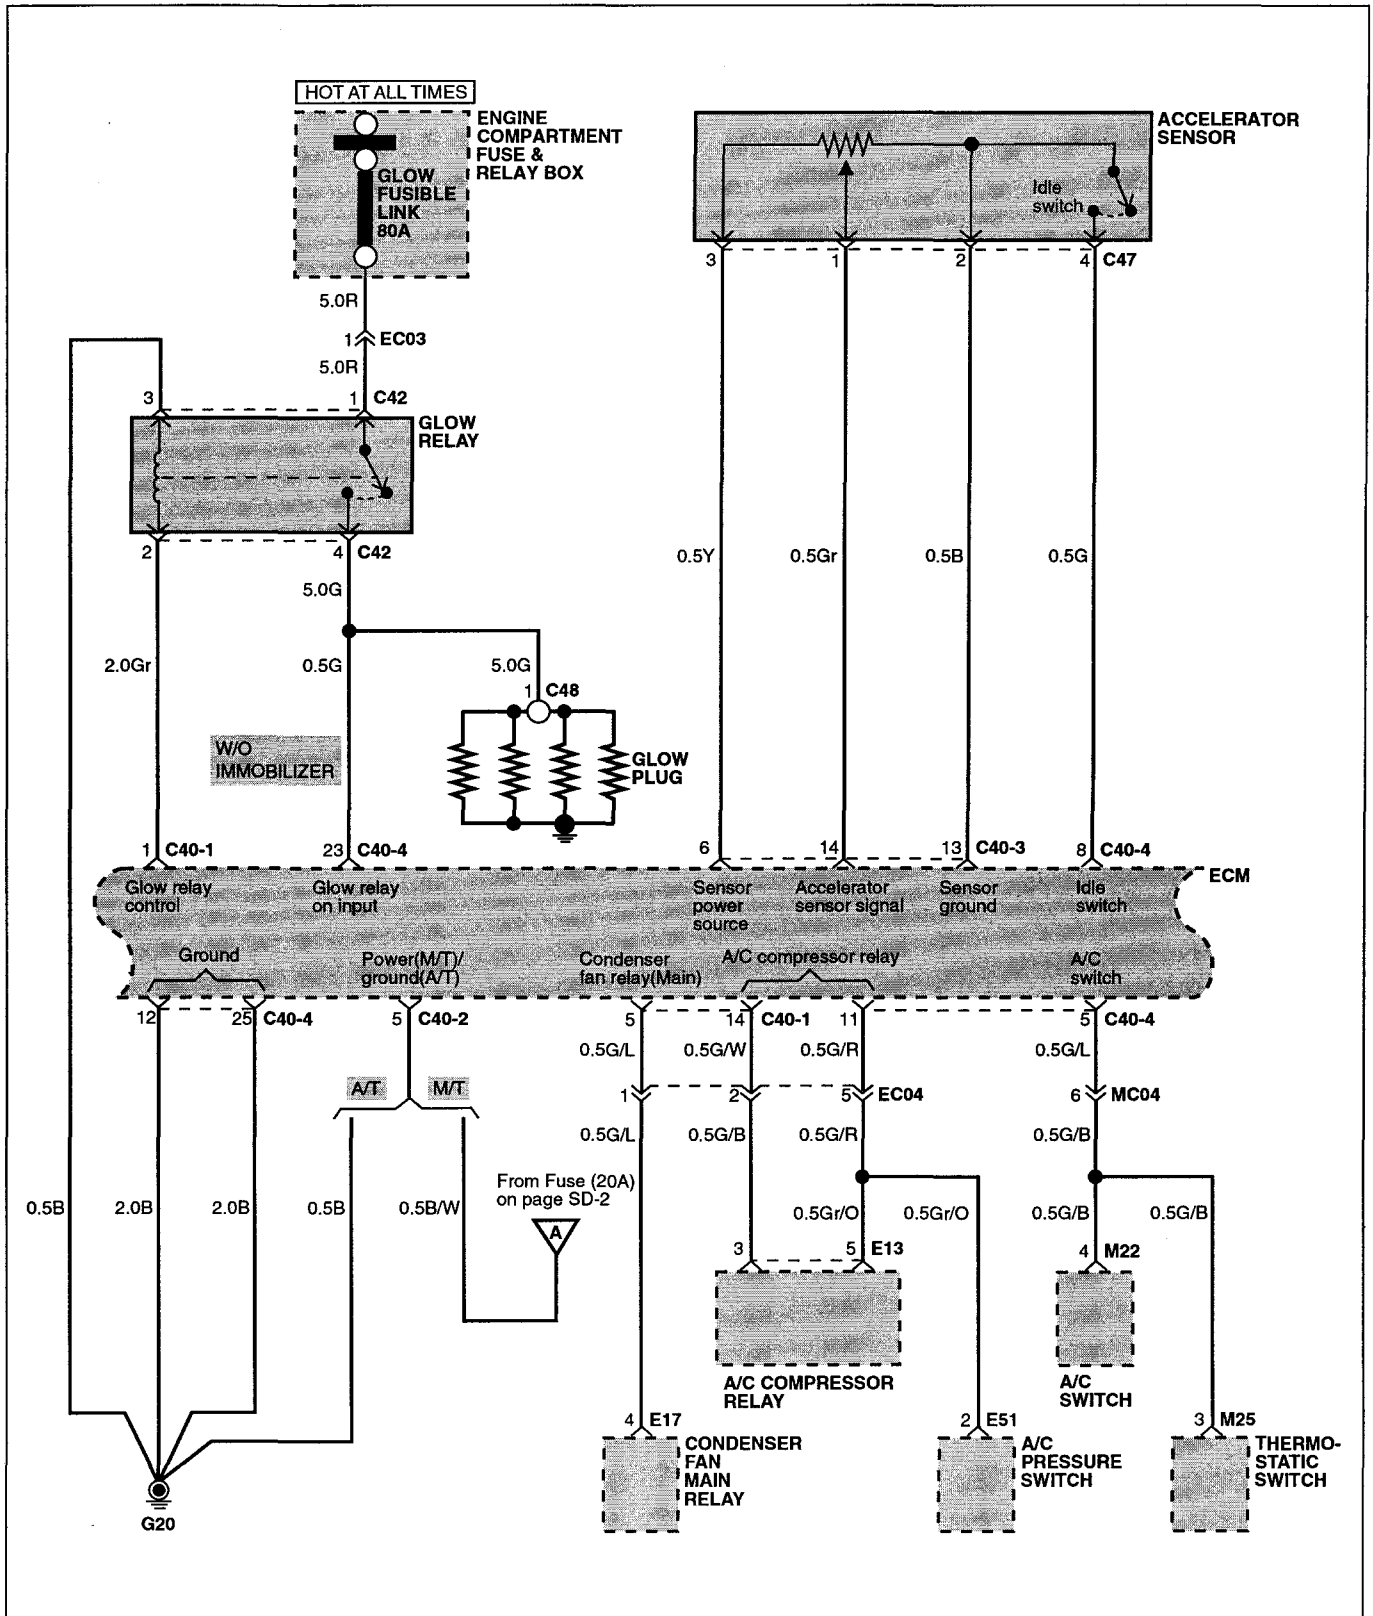 HOT AT ALL TIMES
ENGINE
COMPARTMENT
FUSE &
RELAY BOX
GLOW
FUSIBLE
LINK
80A
ACCELERATOR
SENSOR
Idle
switch
3
1
2
4
C47
5.0R
1
EC03
5.0R
3
1
C42
GLOW
RELAY
2
4
C42
5.0G
0.5Y
0.5Gr
0.5B
0.5G
2.0Gr
0.5G
5.0G
1
C48
W/O
IMMOBILIZER
GLOW
PLUG
1
C40-1
23
C40-4
6
14
13
C40-3
8
C40-4
ECM
Glow relay
control
Glow relay
on input
Sensor
power
source
Accelerator
sensor signal
Sensor
ground
Idle
switch
Ground
Power(M/T)/
ground(A/T)
Condenser
fan relay(Main)
A/C compressor relay
A/C
switch
12
25
C40-4
5
C40-2
5
14
C40-1
11
5
C40-4
0.5G/L
0.5G/W
0.5G/R
0.5G/L
A/T
M/T
1
2
5
EC04
6
MC04
0.5G/L
0.5G/B
0.5G/R
0.5G/B
From Fuse (20A)
on page SD-2
A
0.5B
2.0B
2.0B
0.5B
0.5B/W
0.5Gr/O
0.5Gr/O
0.5G/B
0.5G/B
3
5
E13
4
M22
A/C COMPRESSOR
RELAY
A/C
SWITCH
4
E17
2
E51
3
M25
CONDENSER
FAN
MAIN
RELAY
A/C
PRESSURE
SWITCH
THERMO-
STATIC
SWITCH
G20